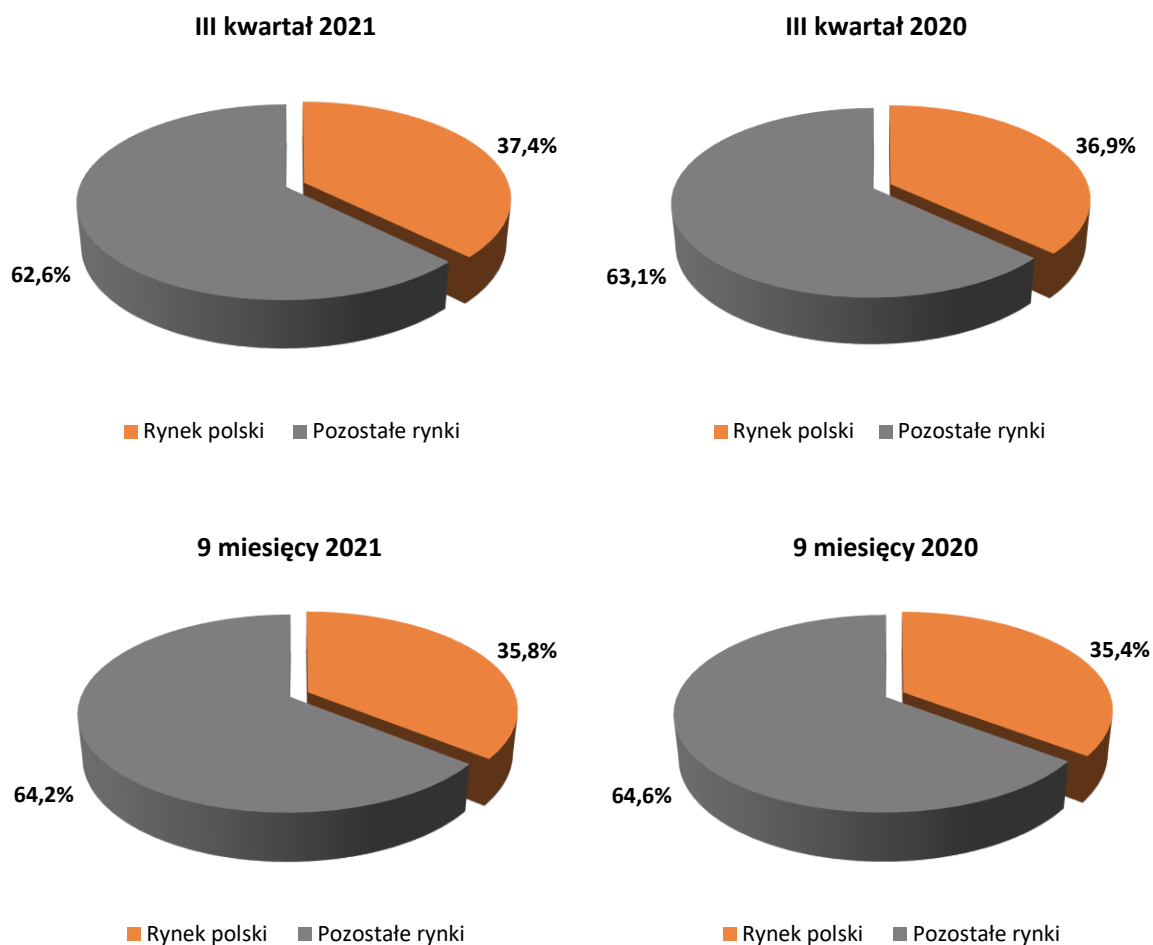 III kwartał 2021
37,4%
62,6%
Rynek polski Pozostałe rynki
III kwartał 2020
36,9%
63,1%
Rynek polski Pozostałe rynki
9 miesięcy 2021
35,8%
64,2%
Rynek polski Pozostałe rynki
9 miesięcy 2020
35,4%
64,6%
Rynek polski Pozostałe rynki